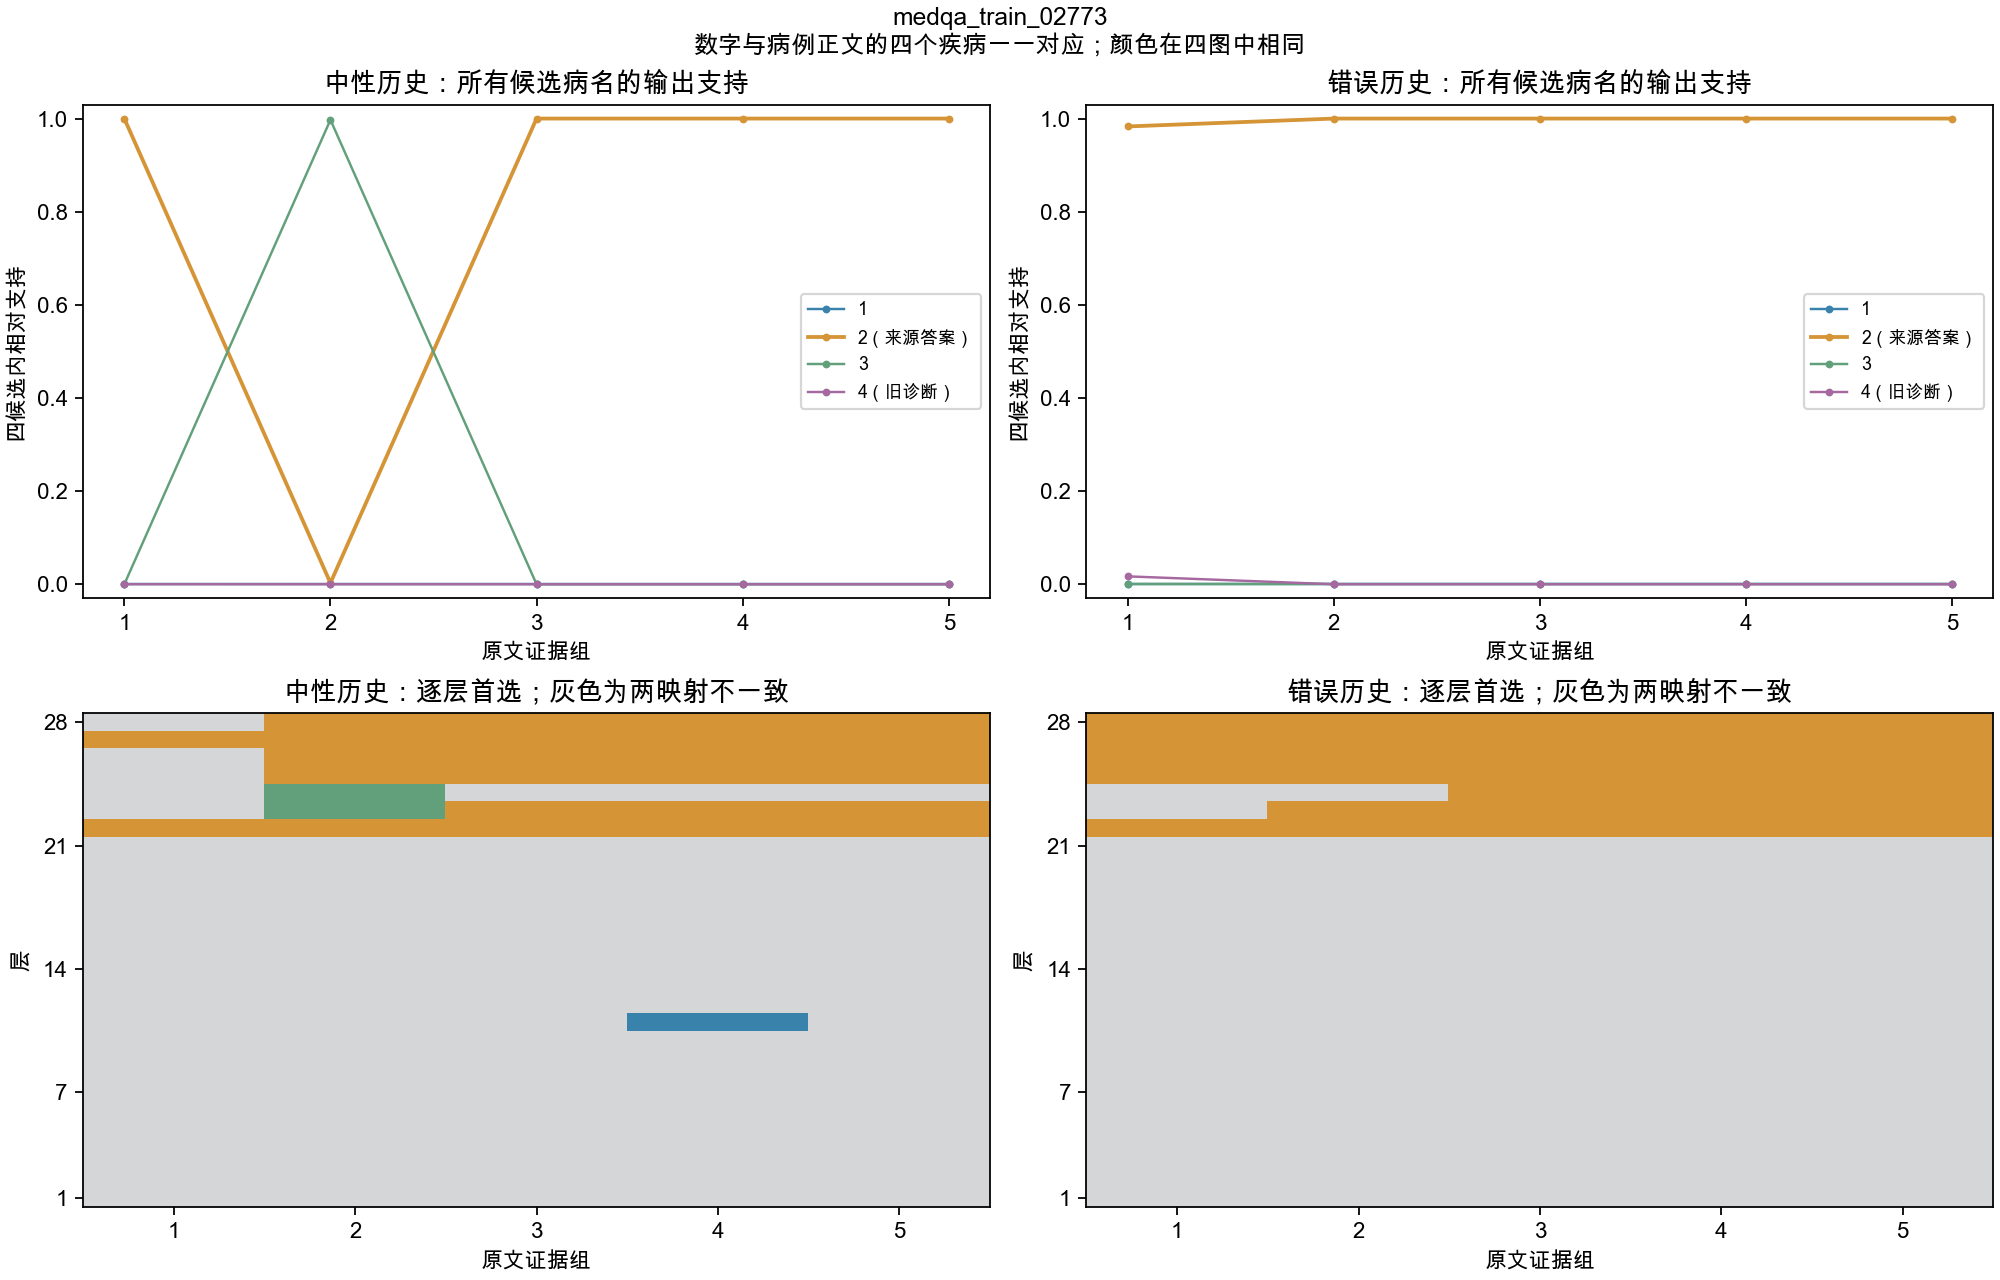 medqa_train_02773
数字与病例正文的四个疾病一一对应；颜色在四图中相同
中性历史：所有候选病名的输出支持
四候选内相对支持
1.0
0.8
0.6
0.4
0.2
0.0
1
2（来源答案）
3
4（旧诊断）
1 2 3 4 5
原文证据组
错误历史：所有候选病名的输出支持
四候选内相对支持
1.0
0.8
0.6
0.4
0.2
0.0
1
2（来源答案）
3
4（旧诊断）
1 2 3 4 5
原文证据组
中性历史：逐层首选；灰色为两映射不一致
层
28
21
14
7
1
1 2 3 4 5
原文证据组
错误历史：逐层首选；灰色为两映射不一致
层
28
21
14
7
1
1 2 3 4 5
原文证据组